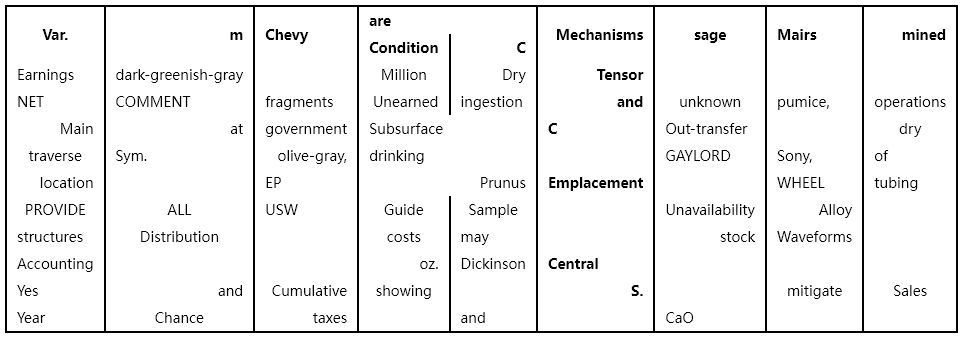 are
Var. m Chevy Condition C Mechanisms sage Mairs mined
Earnings dark-greenish-gray Million Dry Tensor
NET COMMENT fragments Unearned ingestion and unknown pumice, operations
Main at government Subsurface C Out-transfer dry
traverse Sym. olive-gray, drinking GAYLORD Sony, of
location EP Prunus Emplacement WHEEL tubing
PROVIDE ALL USW Guide Sample Unavailability Alloy
structures Distribution costs may stock Waveforms
Accounting oz. Dickinson Central
Yes and Cumulative showing S. mitigate Sales
Year Chance taxes and CaO